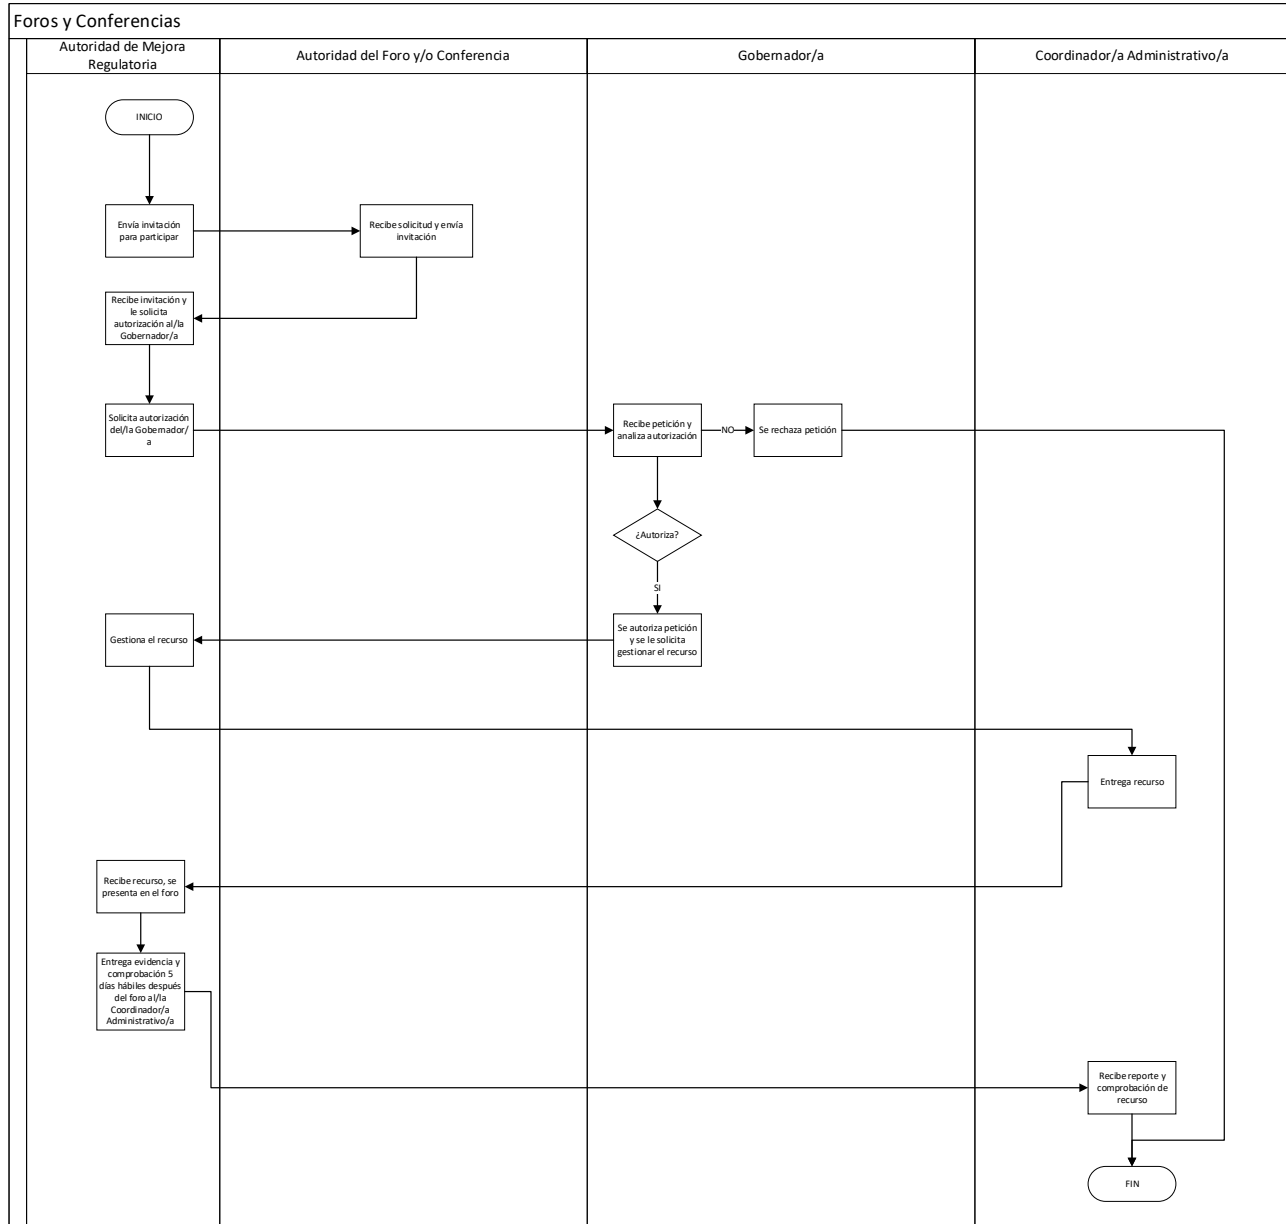 Foros y Conferencias
Autoridad de Mejora
Regulatoria
Autoridad del Foro y/o Conferencia
Gobernador/a
Coordinador/a Administrativo/a
INICIO
Envía invitación
para participar
Recibe solicitud y envía
invitación
Recibe invitación y
le solicita
autorización al/la
Gobernador/a
Solicita autorización
del/la Gobernador/
a
Recibe petición y
analiza autorización
NO
Se rechaza petición
¿Autoriza?
SI
Gestiona el recurso
Se autoriza petición
y se le solicita
gestionar el recurso
Entrega recurso
Recibe recurso, se
presenta en el foro
Entrega evidencia y
comprobación 5
días hábiles después
del foro al/la
Coordinador/a
Administrativo/a
Recibe reporte y
comprobación de
recurso
FIN